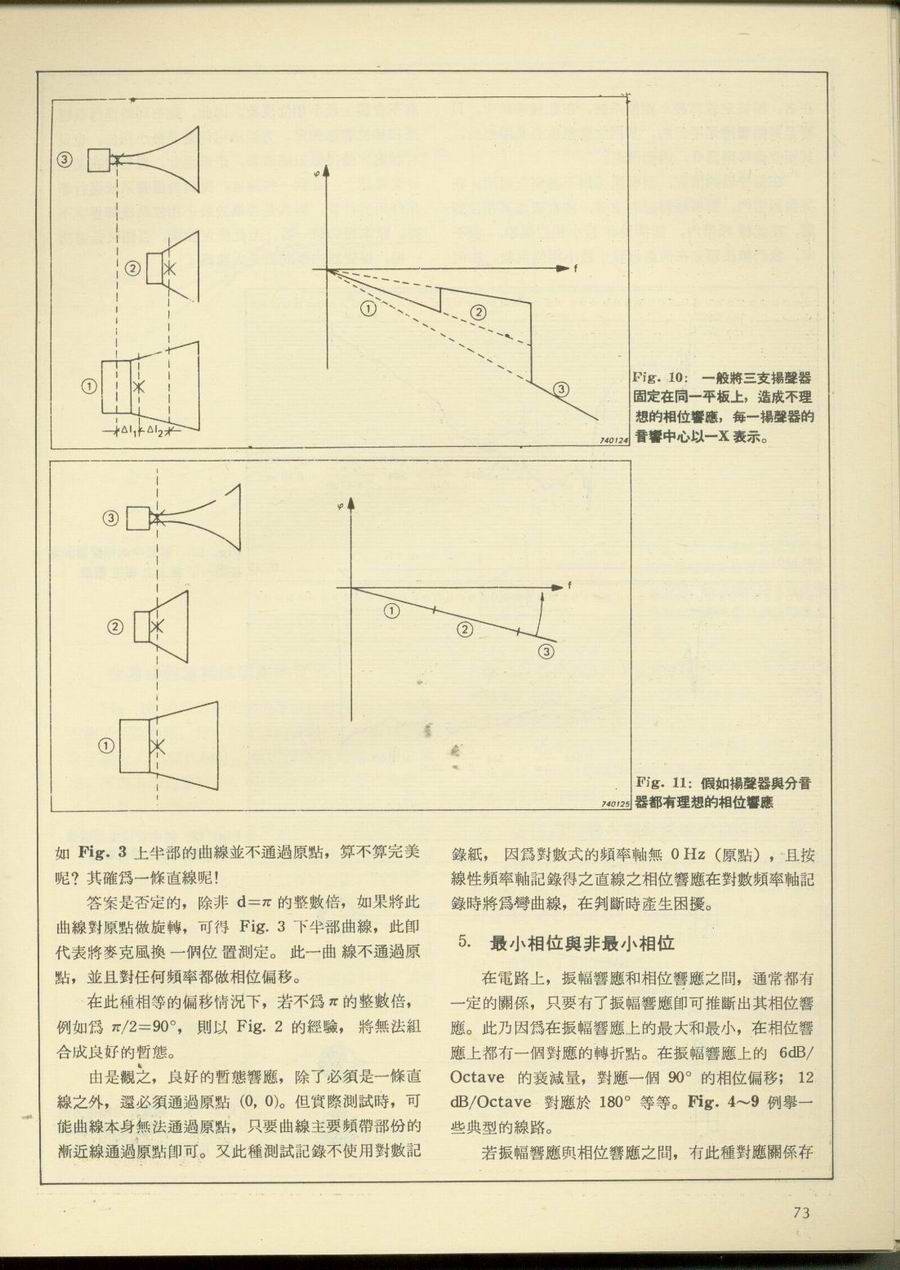 ③
φ
②
f
①
②
①
③
Δl₁ Δl₂
740124
Fig. 10: 一般將三支揚聲器
固定在同一平板上，造成不理
想的相位響應，每一揚聲器的
音響中心以一X 表示。
③
φ
f
①
②
②
③
①
740125
Fig. 11: 假如揚聲器與分音
器都有理想的相位響應
如 Fig. 3 上半部的曲線並不通過原點，算不算完美
呢？其確爲一條直線呢！
答案是否定的，除非 d=π 的整數倍，如果將此
曲線對原點做旋轉，可得 Fig. 3 下半部曲線，此卽
代表將麥克風換 一個位 置測定。 此一曲 線不通過原
點，並且對任何頻率都做相位偏移。
在此種相等的偏移情況下，若不爲 π 的整數倍，
例如爲 π/2=90°， 則以 Fig. 2 的經驗， 將無法組
合成良好的暫態。
由是觀之，良好的暫態響應，除了必須是一條直
線之外，還必須通過原點 (0, 0)。但實際測試時，可
能曲線本身無法通過原點，只要曲線主要頻帶部份的
漸近線通過原點卽可。又此種測試記錄不使用對數記
錄紙， 因爲對數式的頻率軸無 0 Hz（原點），且按
線性頻率軸記錄得之直線之相位響應在對數頻率軸記
錄時將爲彎曲線，在判斷時產生困擾。
5. 最小相位與非最小相位
在電路上，振幅響應和相位響應之間，通常都有
一定的關係，只要有了振幅響應卽可推斷出其相位響
應。此乃因爲在振幅響應上的最大和最小，在相位響
應上都有一個對應的轉折點。在振幅響應上的 6dB/
Octave 的衰減量，對應一個 90° 的相位偏移； 12
dB/Octave 對應於 180° 等等。Fig. 4～9 例舉一
些典型的線路。
若振幅響應與相位響應之間，有此種對應關係存
73